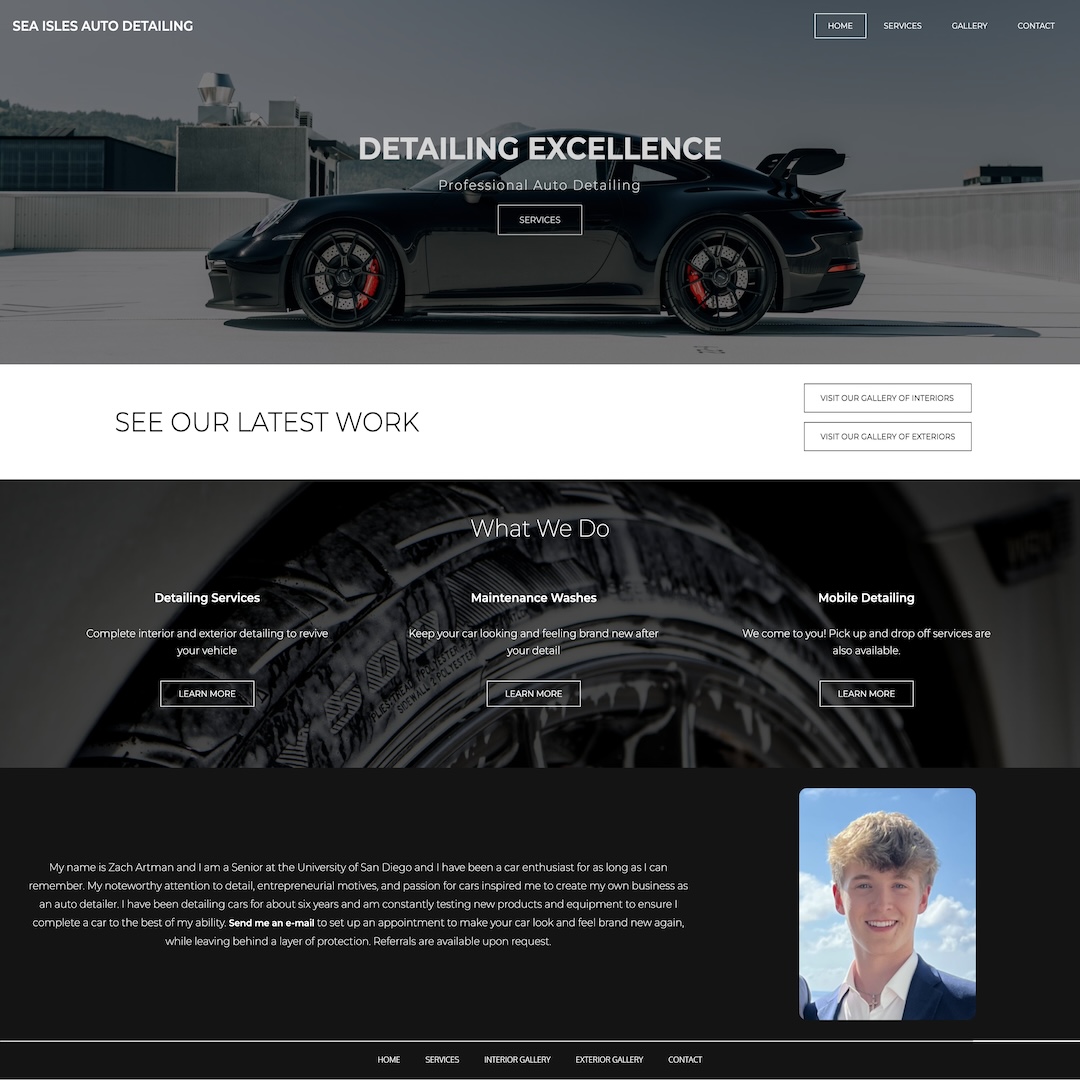 SEA ISLES AUTO DETAILING
HOME
SERVICES
GALLERY
CONTACT
DETAILING EXCELLENCE
Professional Auto Detailing
SERVICES
SEE OUR LATEST WORK
VISIT OUR GALLERY OF INTERIORS
VISIT OUR GALLERY OF EXTERIORS
What We Do
Detailing Services
Complete interior and exterior detailing to revive
your vehicle
LEARN MORE
Maintenance Washes
Keep your car looking and feeling brand new after
your detail
LEARN MORE
Mobile Detailing
We come to you! Pick up and drop off services are
also available.
LEARN MORE
My name is Zach Artman and I am a Senior at the University of San Diego and I have been a car enthusiast for as long as I can
remember. My noteworthy attention to detail, entrepreneurial motives, and passion for cars inspired me to create my own business as
an auto detailer. I have been detailing cars for about six years and am constantly testing new products and equipment to ensure I
complete a car to the best of my ability. Send me an e-mail to set up an appointment to make your car look and feel brand new again,
while leaving behind a layer of protection. Referrals are available upon request.
HOME
SERVICES
INTERIOR GALLERY
EXTERIOR GALLERY
CONTACT